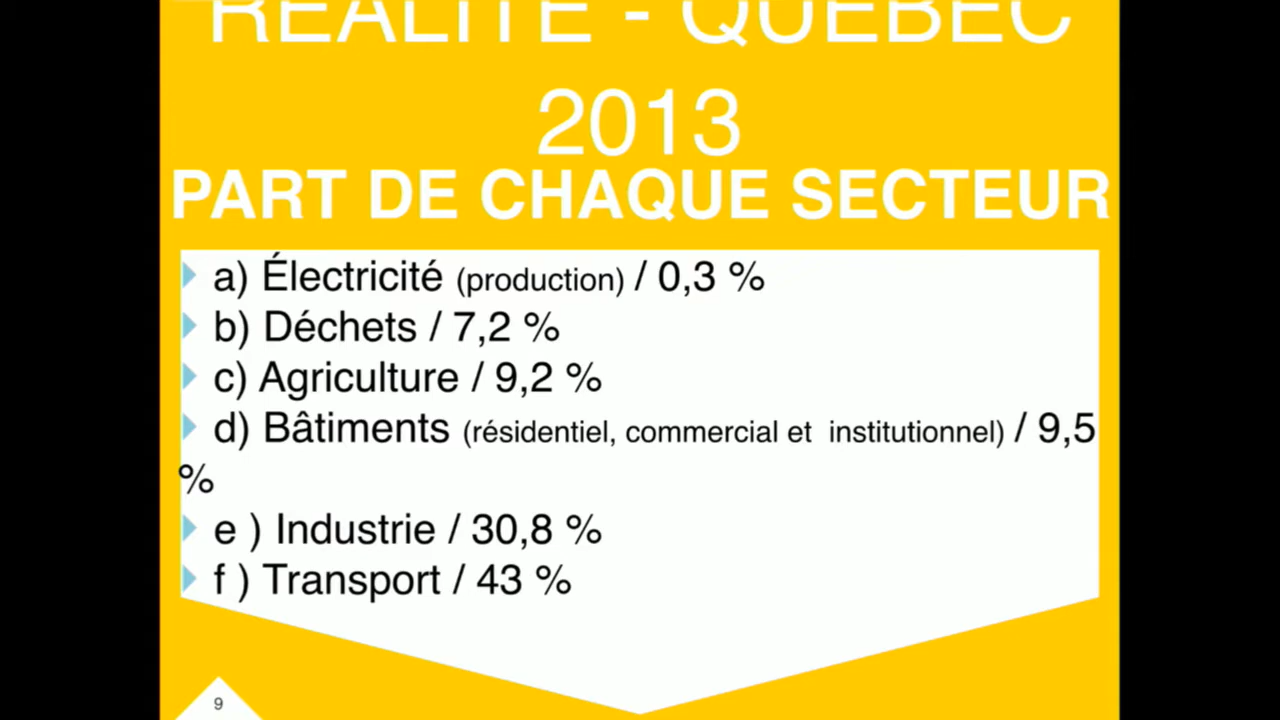 RÉALITÉ - QUÉBEC
2013
PART DE CHAQUE SECTEUR
a) Électricité (production) / 0,3 %
b) Déchets / 7,2 %
c) Agriculture / 9,2 %
d) Bâtiments (résidentiel, commercial et institutionnel) / 9,5
%
e ) Industrie / 30,8 %
f ) Transport / 43 %
9